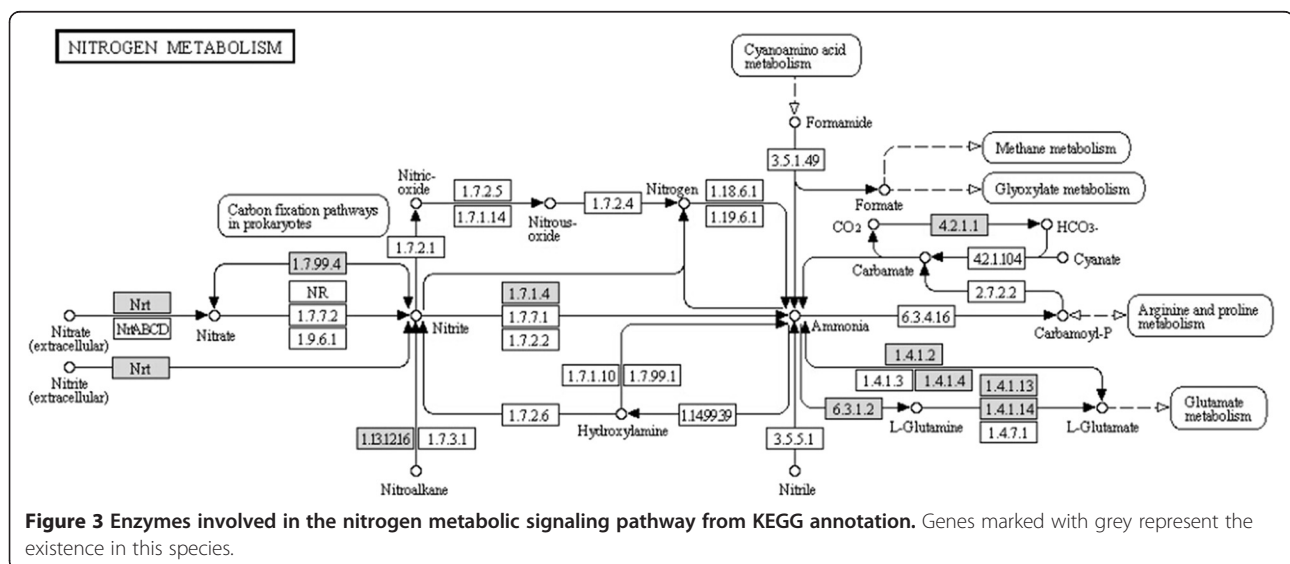 NITROGEN METABOLISM
Cyanoamino acid
metabolism
Formamide
3.5.1.49
Methane metabolism
Glyoxylate metabolism
Formate
Nitric-
oxide
1.7.2.5
1.7.1.14
Nitrous-
oxide
1.7.2.4
Nitrogen
1.18.6.1
1.19.6.1
Carbon fixation pathways
in prokaryotes
1.7.2.1
CO2
4.2.1.1
HCO3-
Carbamate
4.2.1.104
Cyanate
2.7.2.2
1.7.99.4
Nrt
NrtABCD
Nitrate
(extracellular)
Nitrate
NR
1.7.7.2
1.9.6.1
Nitrite
1.7.1.4
1.7.7.1
1.7.2.2
Ammonia
6.3.4.16
Carbamoyl-P
Arginine and proline
metabolism
Nrt
Nitrite
(extracellular)
1.7.1.10
1.7.99.1
1.4.1.2
1.4.1.3
1.4.1.4
1.4.1.13
1.4.1.14
1.4.7.1
1.7.2.6
Hydroxylamine
1.14.99.39
6.3.1.2
L-Glutamine
L-Glutamate
Glutamate
metabolism
1.13.12.16
1.7.3.1
Nitroalkane
3.5.5.1
Nitrile
Figure 3 Enzymes involved in the nitrogen metabolic signaling pathway from KEGG annotation. Genes marked with grey represent the
existence in this species.